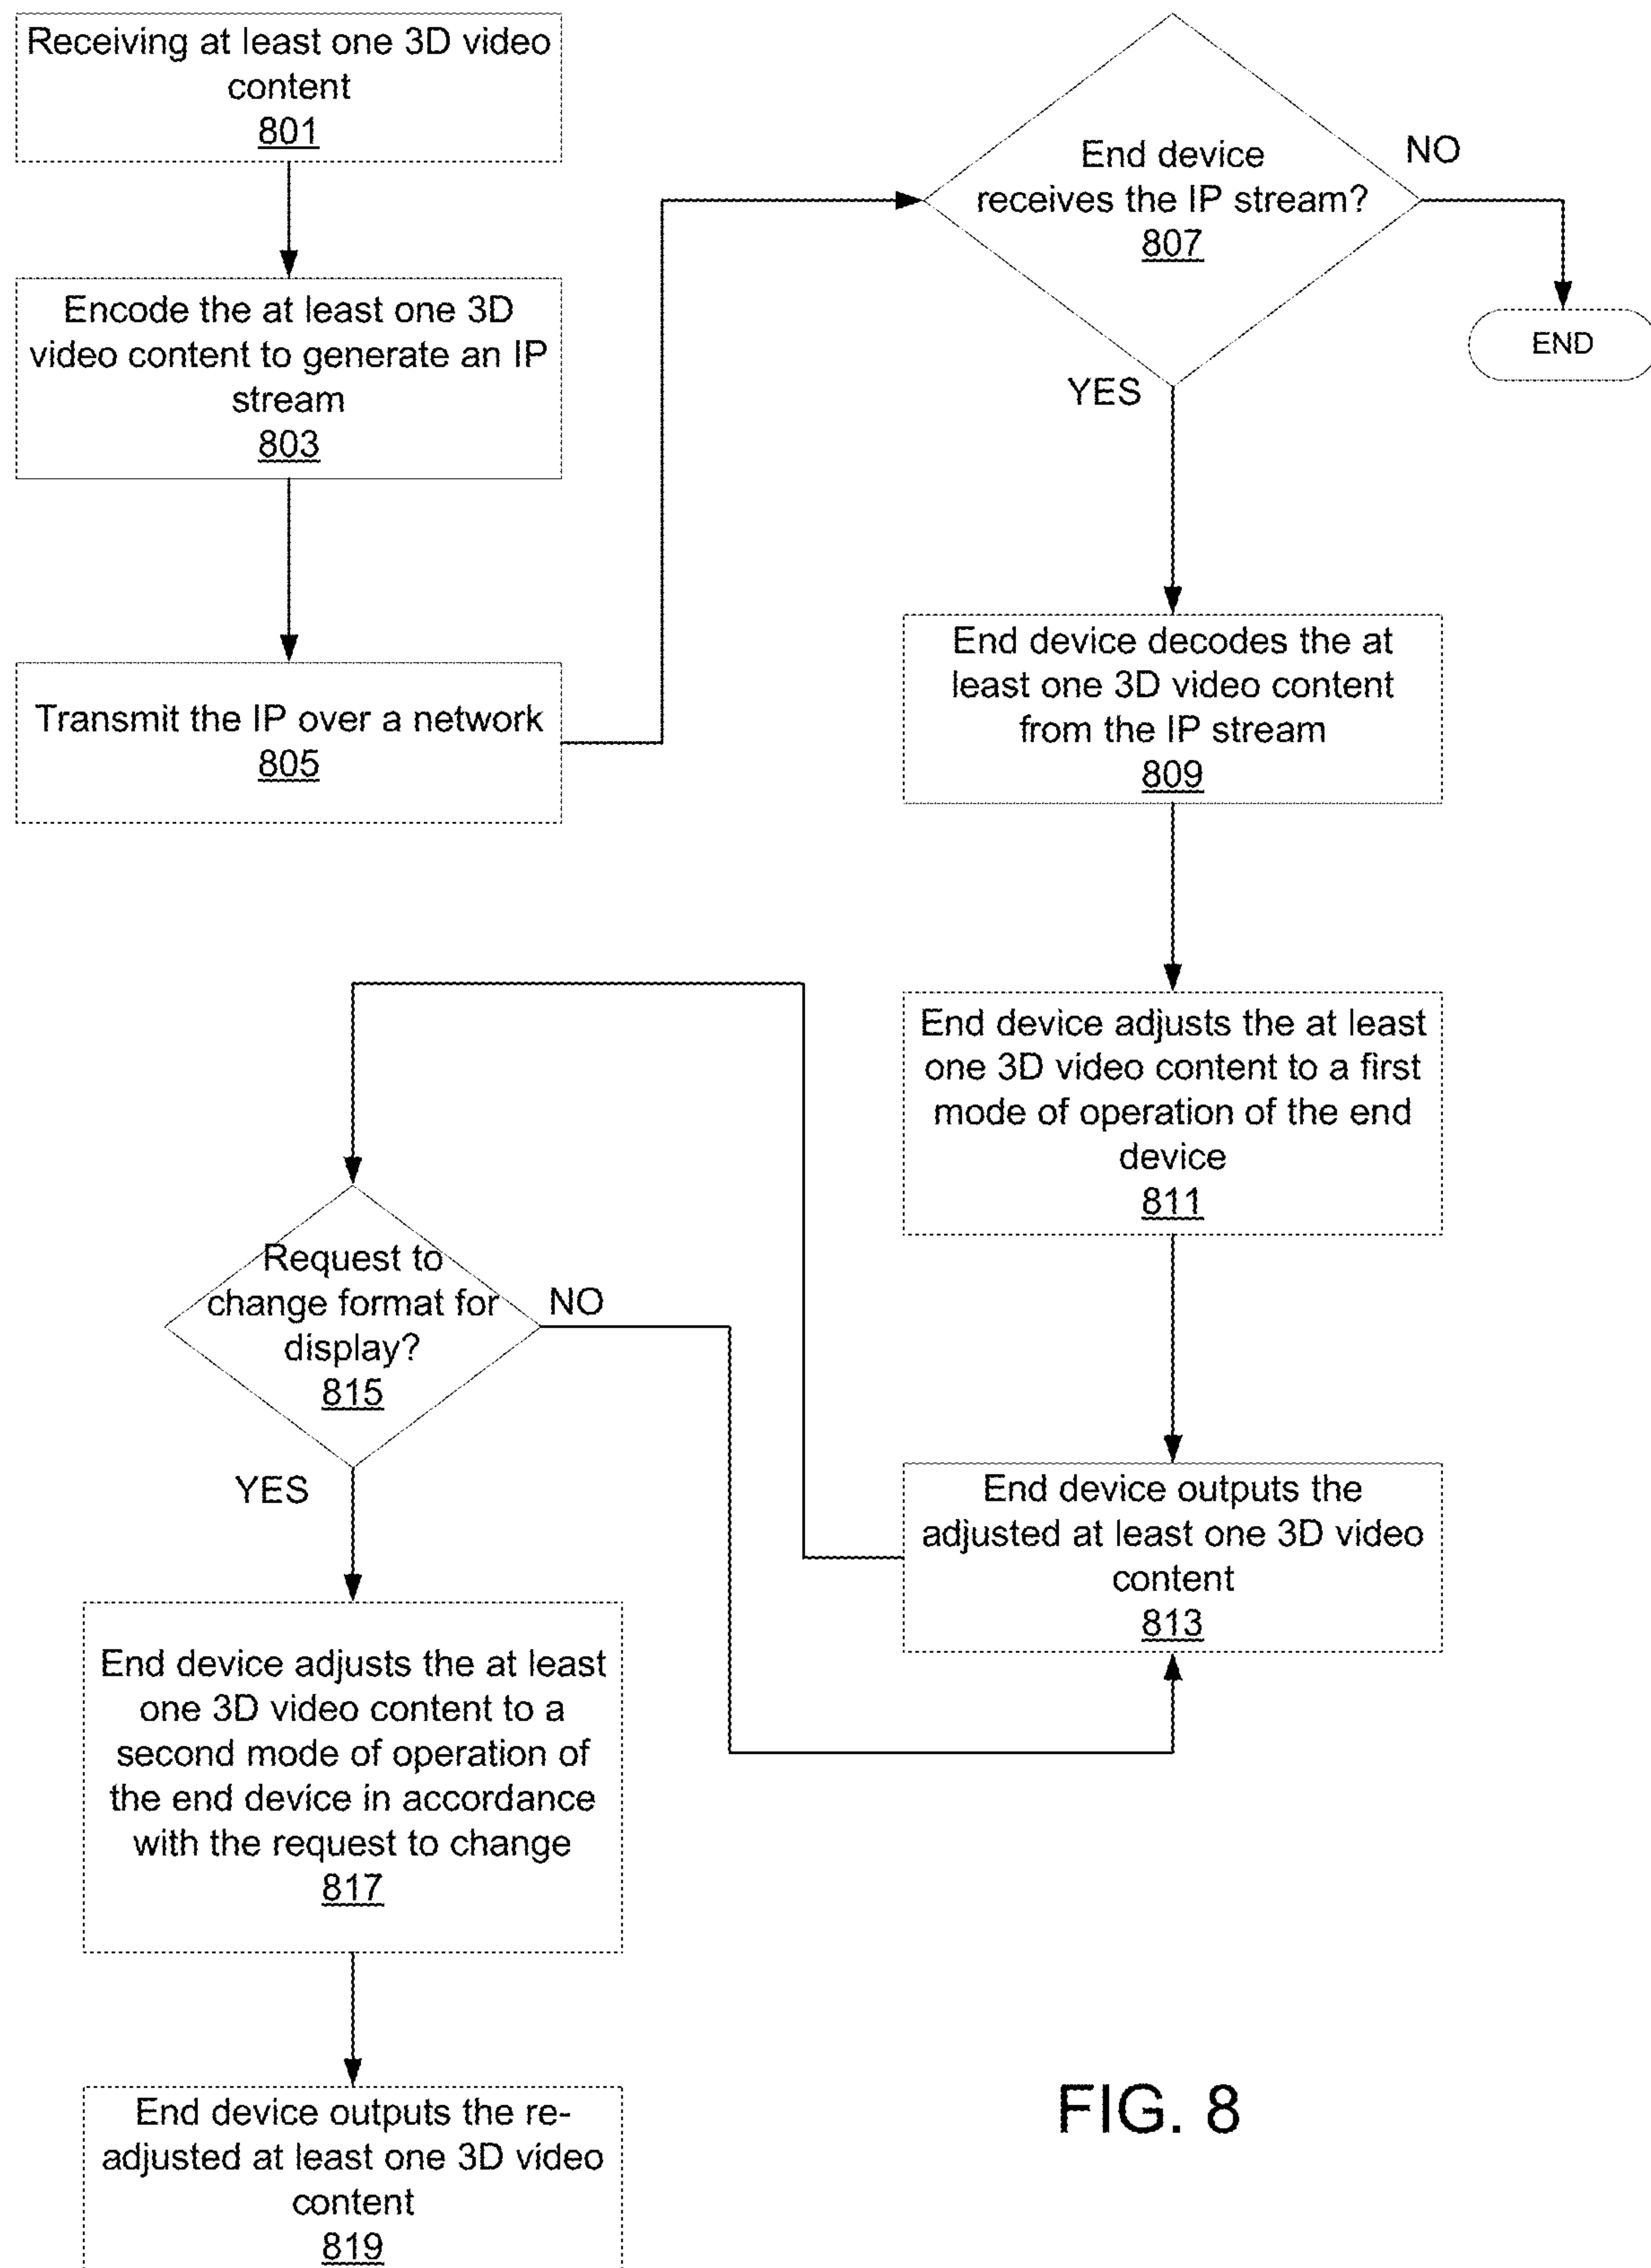 Receiving at least one 3D video
content
801
Encode the at least one 3D
video content to generate an IP
stream
803
Transmit the IP over a network
805
End device
receives the IP stream?
807
NO
END
YES
End device decodes the at
least one 3D video content
from the IP stream
809
End device adjusts the at least
one 3D video content to a first
mode of operation of the end
device
811
End device outputs the
adjusted at least one 3D video
content
813
Request to
change format for
display?
815
NO
YES
End device adjusts the at least
one 3D video content to a
second mode of operation of
the end device in accordance
with the request to change
817
End device outputs the re-
adjusted at least one 3D video
content
819
FIG. 8